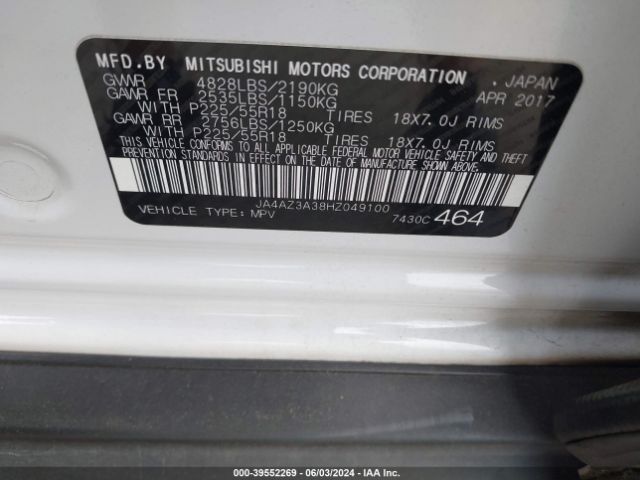 MFD.BY MITSUBISHI MOTORS CORPORATION , JAPAN
GVWR 4828LBS/2190KG APR 2017
GAWR FR 2535LBS/1150KG
WITH P225/55R18 TIRES 18X7.0J RIMS
GAWR RR 2756LBS/1250KG
WITH P225/55R18 TIRES 18X7.0J RIMS
THIS VEHICLE CONFORMS TO ALL APPLICABLE FEDERAL MOTOR VEHICLE SAFETY AND THEFT
PREVENTION STANDARDS IN EFFECT ON THE DATE OF MANUFACTURE SHOWN ABOVE.
JA4AZ3A38HZ049100
VEHICLE TYPE:MPV 7430C 464
000-39552269 - 06/03/2024 - IAA Auctions